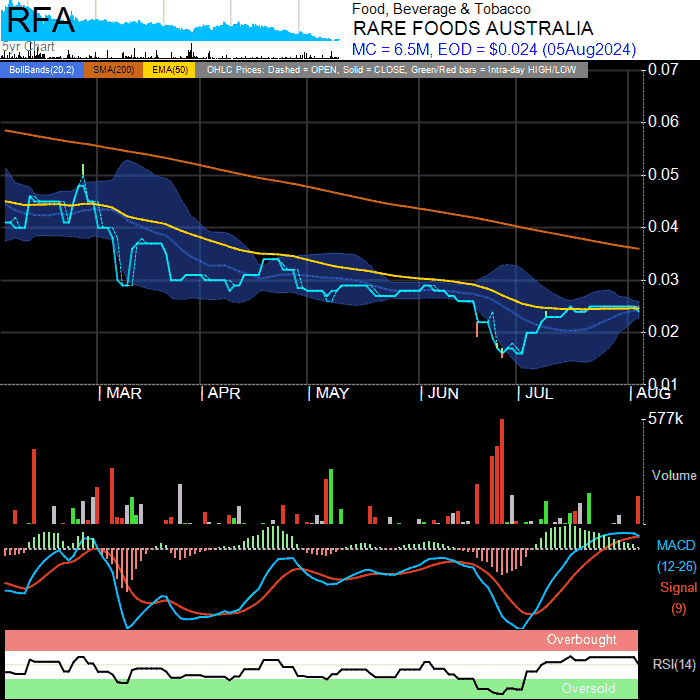 RFA
Food, Beverage & Tobacco
RARE FOODS AUSTRALIA
5yr Chart
MC = 6.5M, EOD = $0.024 (05Aug2024)
BollBands(20,2) SMA(200) EMA(50) OHLC Prices: Dashed = OPEN, Solid = CLOSE, Green/Red bars = Intra-day HIGH/LOW
0.07
0.06
0.05
0.04
0.03
0.02
0.01
MAR APR MAY JUN JUL AUG
577k
Volume
MACD
(12-26)
Signal
(9)
Overbought
RSI(14)
Oversold